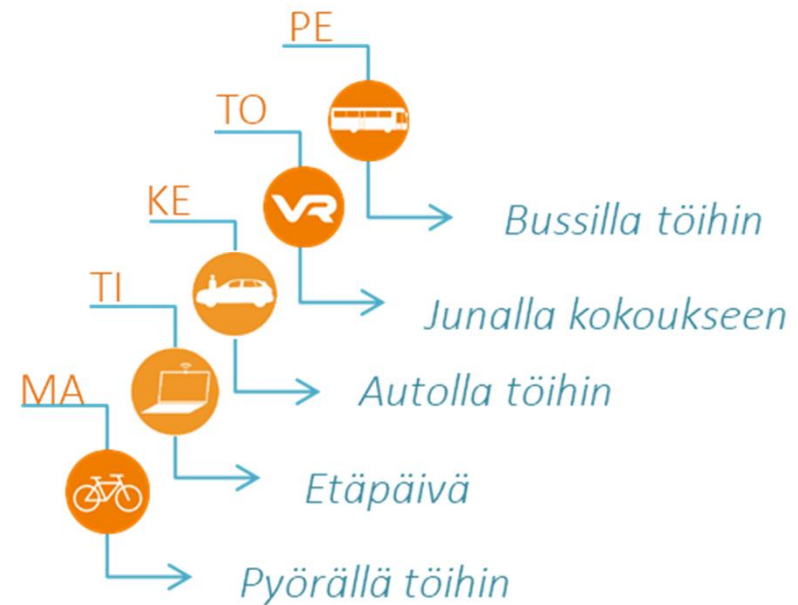 PE
TO
VR
KE
TI
MA
Bussilla töihin
Junalla kokoukseen
Autolla töihin
Etäpäivä
Pyörällä töihin